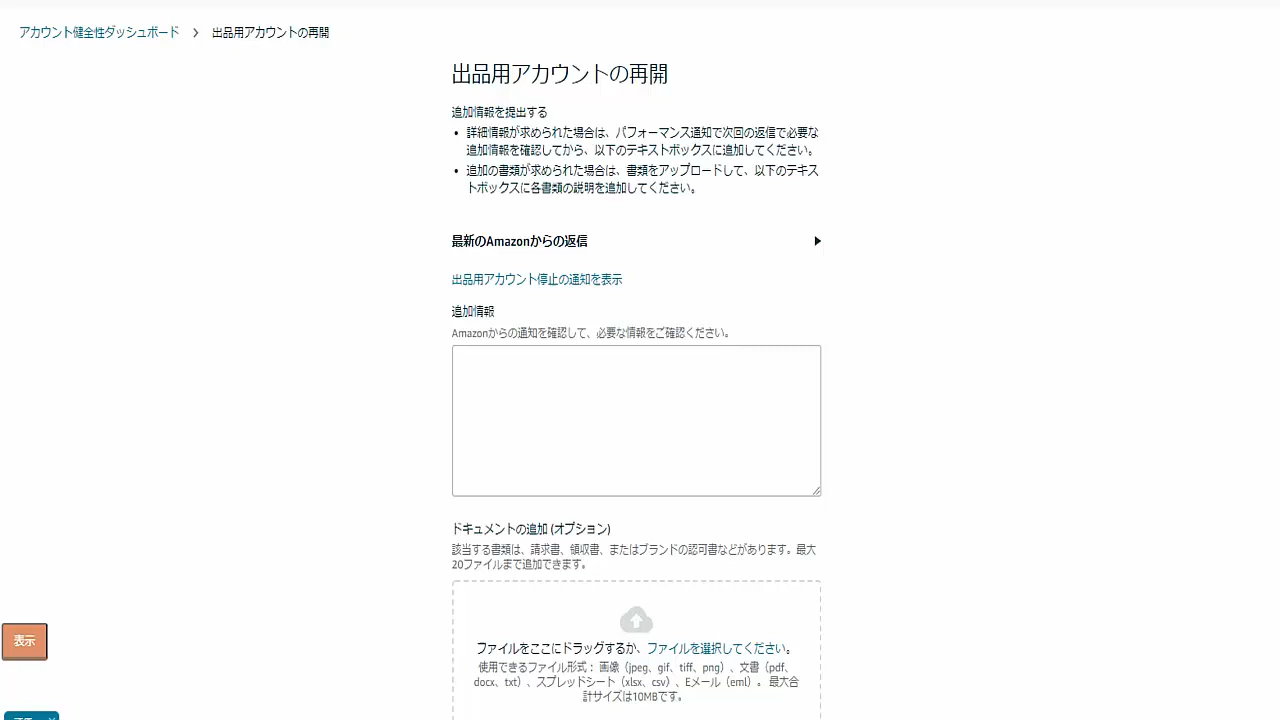 アカウント健全性ダッシュボード > 出品用アカウントの再開
出品用アカウントの再開
追加情報を提出する
• 詳細情報が求められた場合は、パフォーマンス通知で次回の返信で必要な
追加情報を確認してから、以下のテキストボックスに追加してください。
• 追加の書類が求められた場合は、書類をアップロードして、以下のテキス
トボックスに各書類の説明を追加してください。
最新のAmazonからの返信
出品用アカウント停止の通知を表示
追加情報
Amazonからの通知を確認して、必要な情報をご確認ください。
ドキュメントの追加 (オプション)
該当する書類は、請求書、領収書、またはブランドの認可書などがあります。最大
20ファイルまで追加できます。
ファイルをここにドラッグするか、ファイルを選択してください。
使用できるファイル形式： 画像（jpeg、gif、tiff、png）、文書（pdf、
docx、txt）、スプレッドシート（xlsx、csv）、Eメール（eml）。 最大合
計サイズは10MBです。
表示